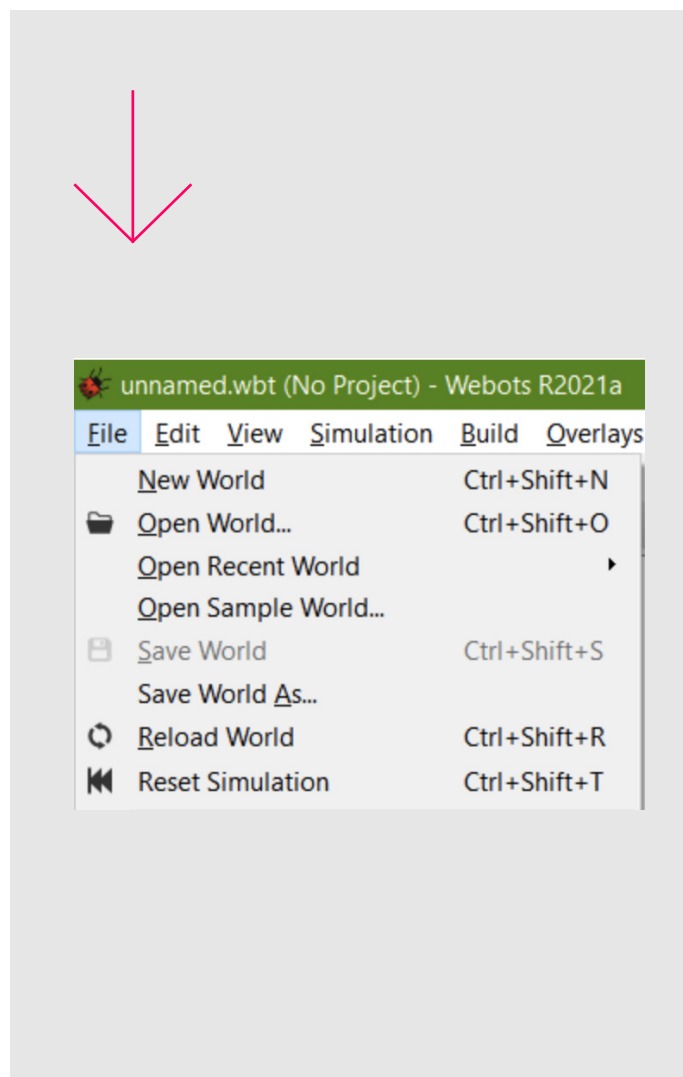 unnamed.wbt (No Project) - Webots R2021a
File Edit View Simulation Build Overlays
New World Ctrl+Shift+N
Open World... Ctrl+Shift+O
Open Recent World
Open Sample World...
Save World Ctrl+Shift+S
Save World As...
Reload World Ctrl+Shift+R
Reset Simulation Ctrl+Shift+T